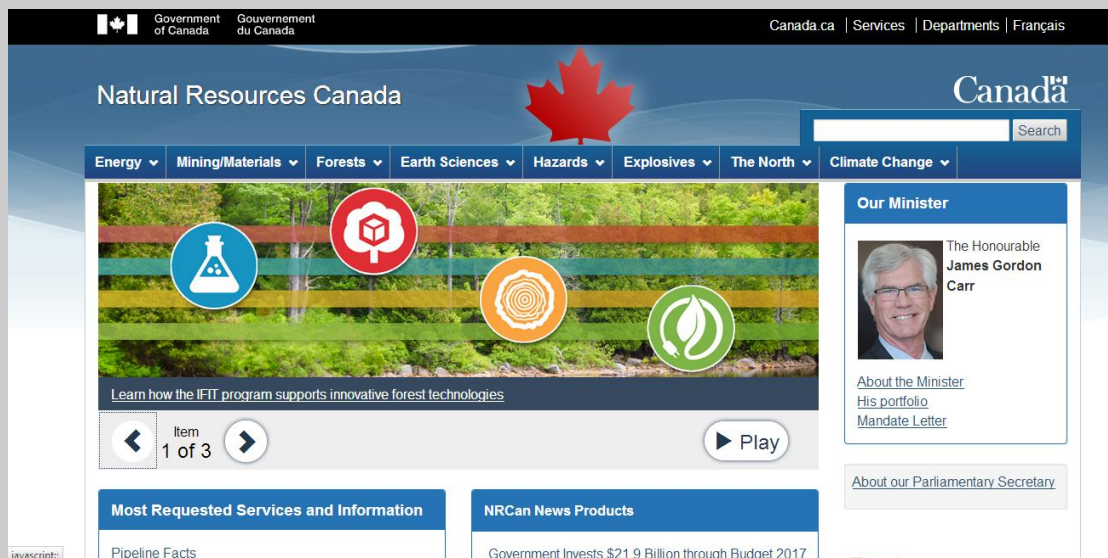 Government
of Canada
Gouvernement
du Canada
Canada.ca | Services | Departments | Français
Natural Resources Canada
Canada
Search
Energy Mining/Materials Forests Earth Sciences Hazards Explosives The North Climate Change
Our Minister
The Honourable
James Gordon
Carr
About the Minister
His portfolio
Mandate Letter
Learn how the IFIT program supports innovative forest technologies
Item
1 of 3
Play
About our Parliamentary Secretary
Most Requested Services and Information
NRCan News Products
Pipeline Facts
Government Invests $21.9 Billion through Budget 2017
javascript:;